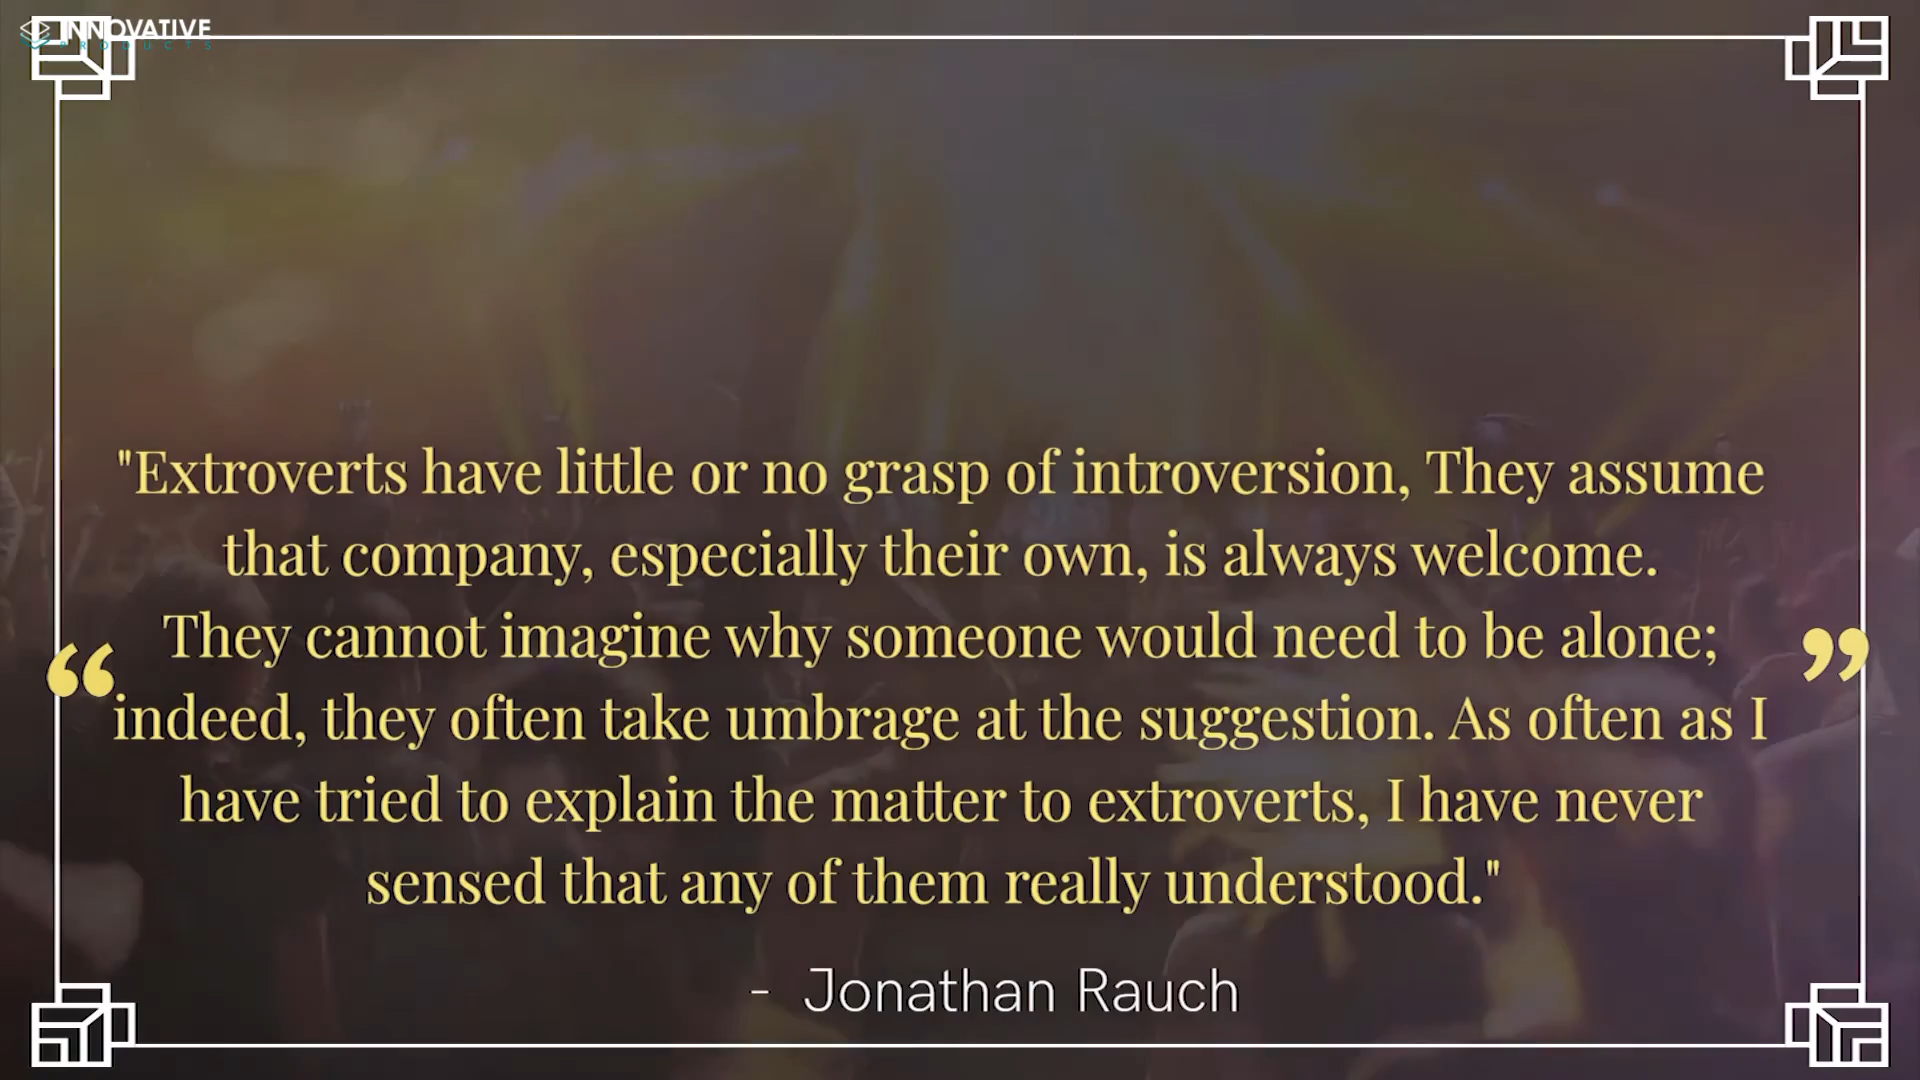 INNOVATIVE
PRODUCTS
"Extroverts have little or no grasp of introversion, They assume
that company, especially their own, is always welcome.
They cannot imagine why someone would need to be alone;
“ ”
indeed, they often take umbrage at the suggestion. As often as I
have tried to explain the matter to extroverts, I have never
sensed that any of them really understood."
- Jonathan Rauch